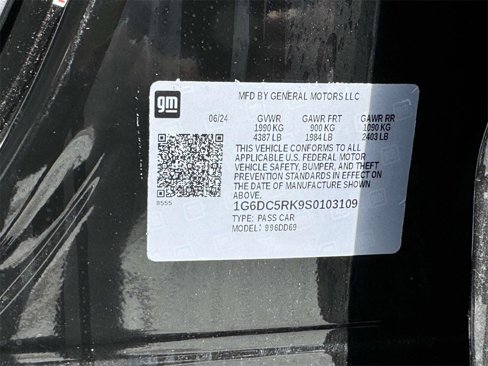 gm
MFD BY GENERAL MOTORS LLC
06/24 GVWR GAWR FRT GAWR RR
1990 KG 900 KG 1090 KG
4387 LB 1984 LB 2403 LB
THIS VEHICLE CONFORMS TO ALL
APPLICABLE U.S. FEDERAL MOTOR
VEHICLE SAFETY, BUMPER, AND THEFT
PREVENTION STANDARDS IN EFFECT ON
THE DATE OF MANUFACTURE SHOWN
ABOVE.
8555
1G6DC5RK9S0103109
TYPE: PASS CAR
MODEL: 996DD69